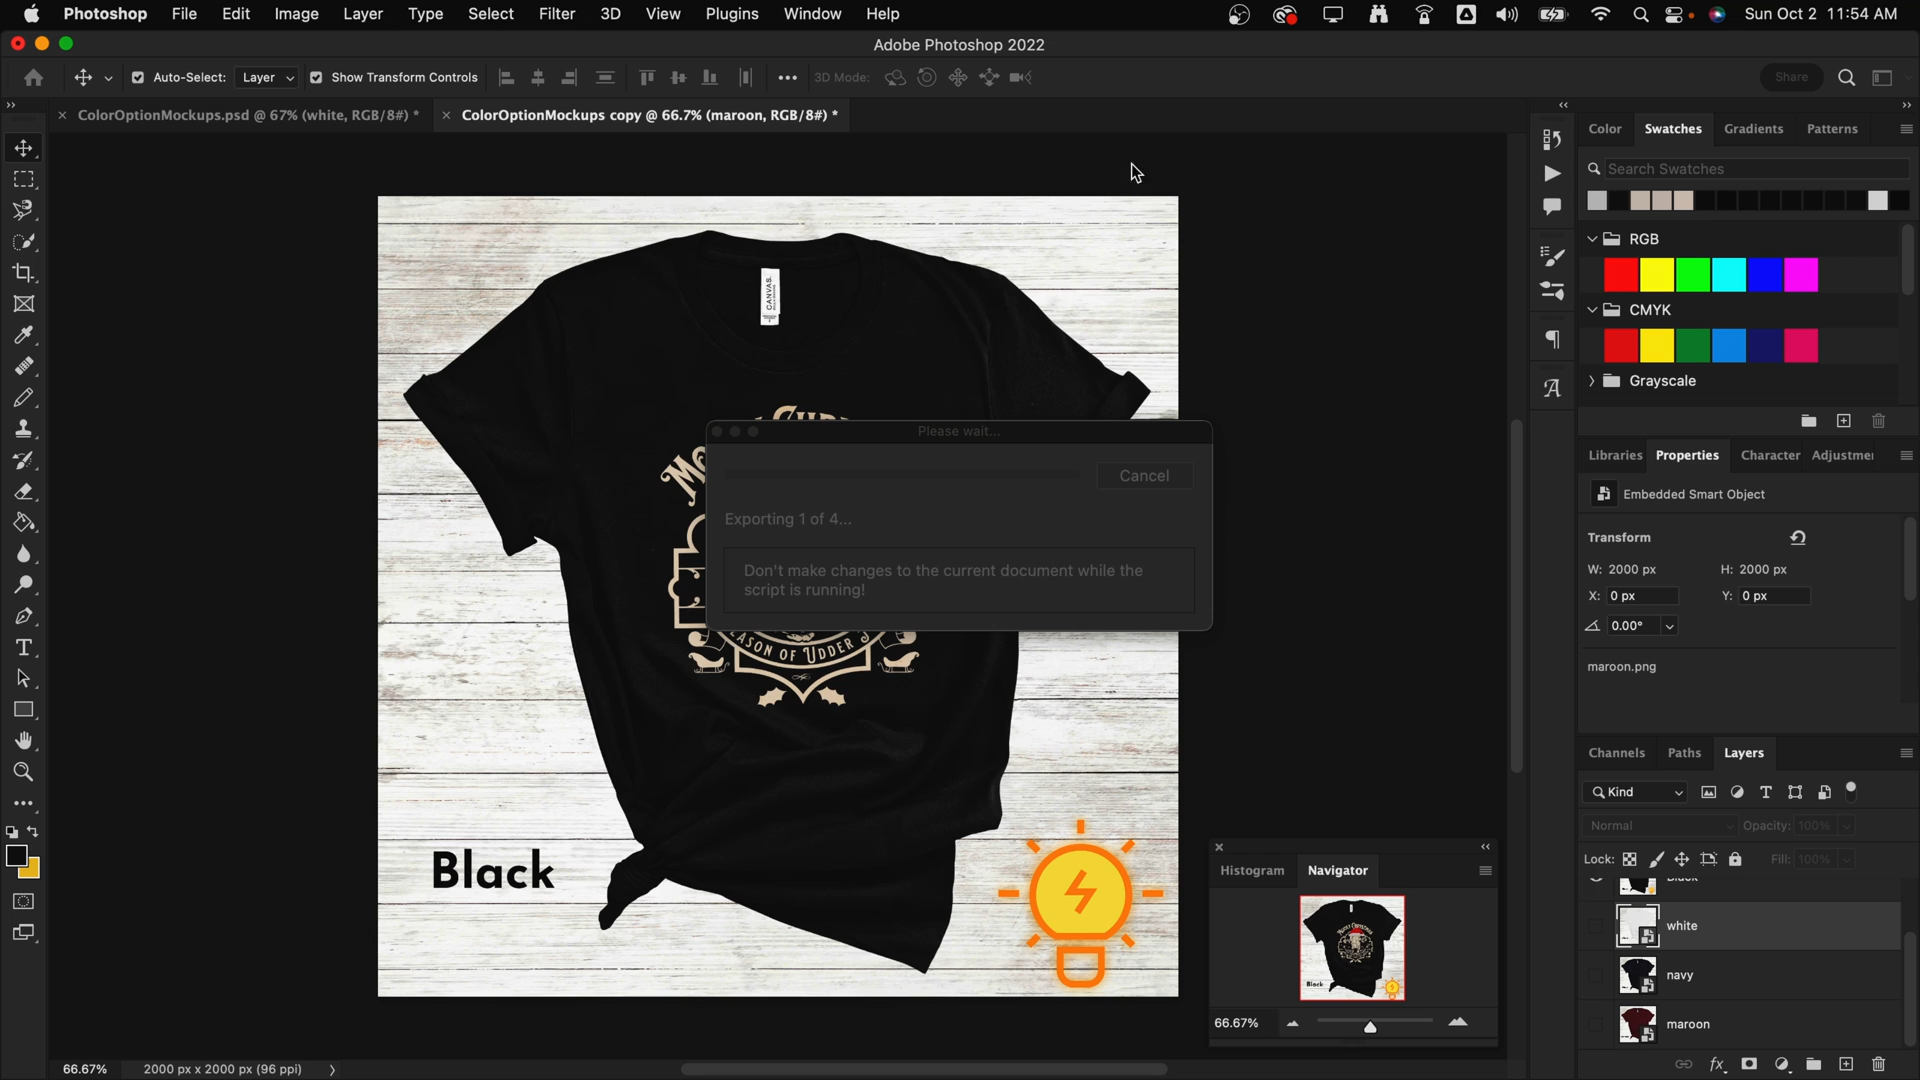 Photoshop File Edit Image Layer Type Select Filter 3D View Plugins Window Help Sun Oct 2 11:54 AM
Adobe Photoshop 2022
Auto-Select: Layer Show Transform Controls 3D Mode: Share
ColorOptionMockups.psd @ 67% (white, RGB/8#) * ColorOptionMockups copy @ 66.7% (maroon, RGB/8#) *
Color Swatches Gradients Patterns
Search Swatches
RGB
CMYK
Grayscale
CANVAS
Please wait...
Cancel
Exporting 1 of 4...
Don't make changes to the current document while the
script is running!
OF UDDER
Black
Libraries Properties Character Adjustme
Embedded Smart Object
Transform
W: 2000 px H: 2000 px
X: 0 px Y: 0 px
0.00°
maroon.png
Channels Paths Layers
Kind
Normal Opacity: 100%
Lock: Fill: 100%
Black
white
navy
maroon
Histogram Navigator
Black
66.67%
66.67% 2000 px x 2000 px (96 ppi)